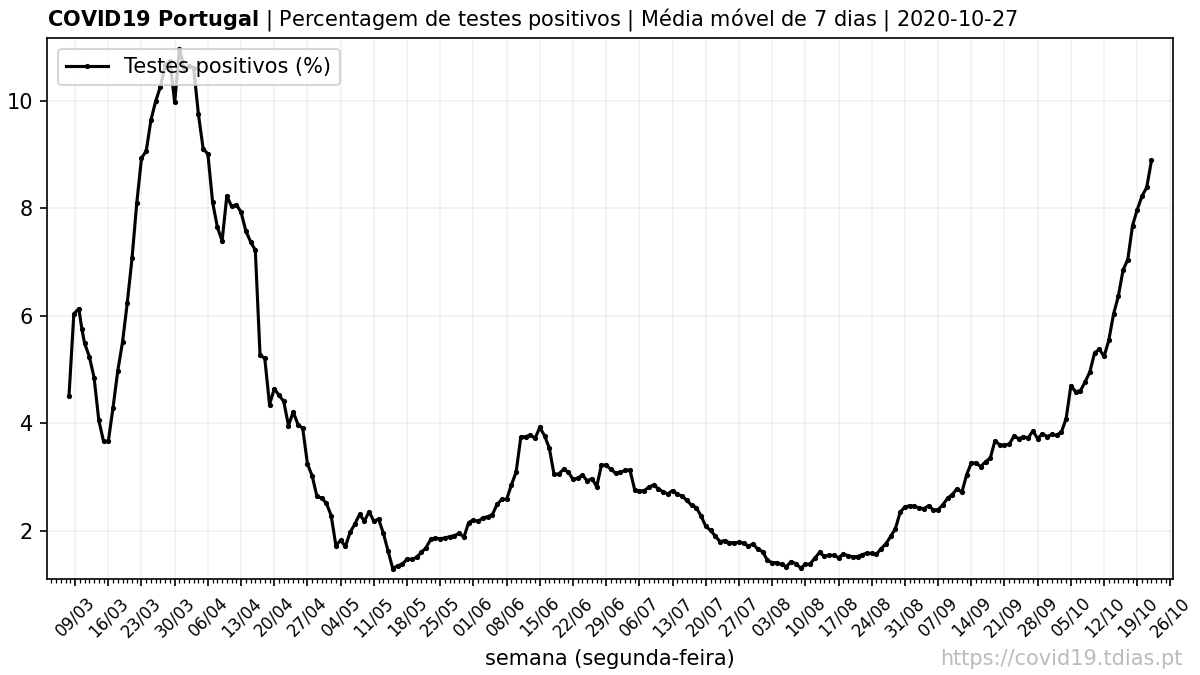 COVID19 Portugal | Percentagem de testes positivos | Média móvel de 7 dias | 2020-10-27
Testes positivos (%)
10
8
6
4
2
09/03 16/03 23/03 30/03 06/04 13/04 20/04 27/04 04/05 11/05 18/05 25/05 01/06 08/06 15/06 22/06 29/06 06/07 13/07 20/07 27/07 03/08 10/08 17/08 24/08 31/08 07/09 14/09 21/09 28/09 05/10 12/10 19/10 26/10
semana (segunda-feira)
https://covid19.tdias.pt